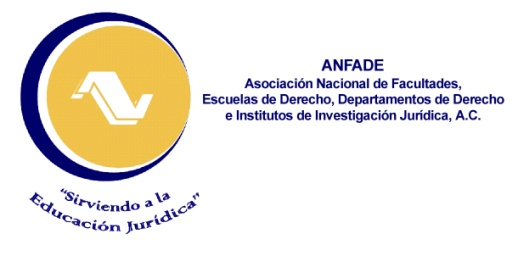 ANFADE
Asociación Nacional de Facultades,
Escuelas de Derecho, Departamentos de Derecho
e Institutos de Investigación Jurídica, A.C.
"Sirviendo a la
Educación Jurídica"